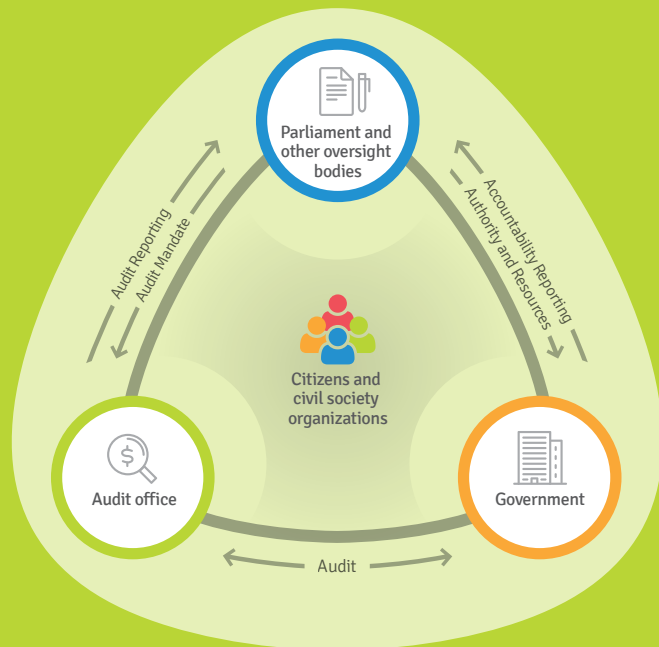 Parliament and
other oversight
bodies
Audit Reporting
Audit Mandate
Accountability Reporting
Authority and Resources
Citizens and
civil society
organizations
$
Audit office
Government
Audit